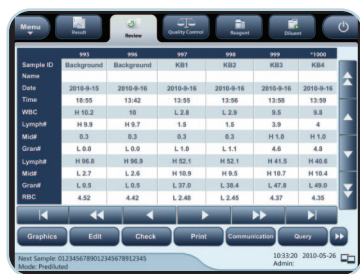 Menu
Result
Review
Quality Control
Reagent
Diluent
995 996 997 998 999 *1000
Sample ID Background Background KB1 KB2 KB3 KB4
Name
Date 2010-9-15 2010-9-16 2010-9-16 2010-9-16 2010-9-16 2010-9-16
Time 18:55 13:42 13:55 13:56 13:58 13:59
WBC H 10.2 10 L 2.8 L 2.9 9.5 9.8
Lymph# H 9.9 H 9.7 1.5 1.5 3.9 4
Mid# 0.3 0.3 0.3 0.3 H 1.0 H 1.0
Gran# L 0.0 L 0.0 L 1.0 L 1.1 4.6 4.8
Lymph# H 96.8 H 96.9 H 52.1 H 52.1 H 41.5 H 40.6
Mid# L 2.7 L 2.6 H 10.9 H 9.5 H 10.7 H 10.4
Gran# L 0.5 L 0.5 L 37.0 L 38.4 L 47.8 L 49.0
RBC 4.52 4.42 L 2.48 L 2.45 4.37 4.35
Graphics Edit Check Print Communication Query
Next Sample: 01234567890123456789012345
Mode: Prediluted
10:33:20 2010-05-26
Admin: